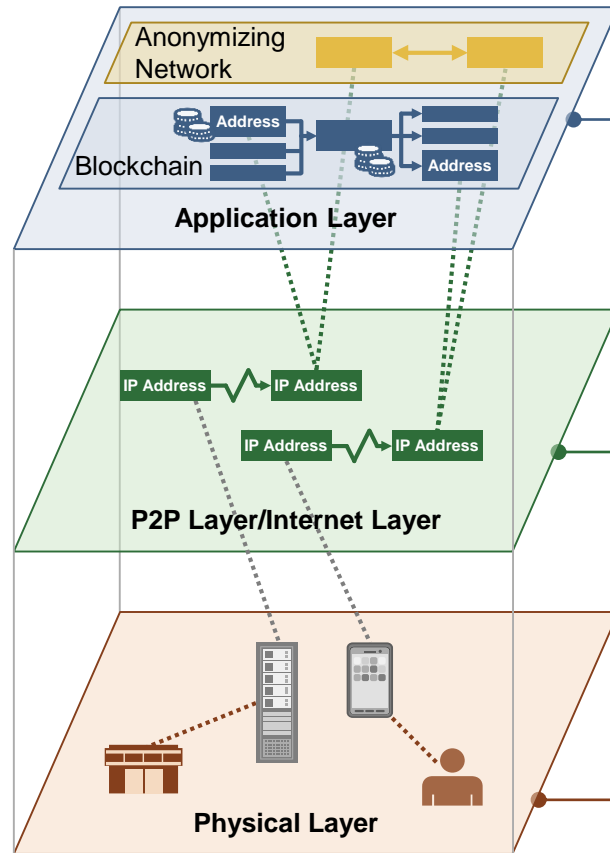 Anonymizing
Network
Address
Blockchain
Address
Application Layer
IP Address
IP Address
IP Address
IP Address
P2P Layer/Internet Layer
Physical Layer